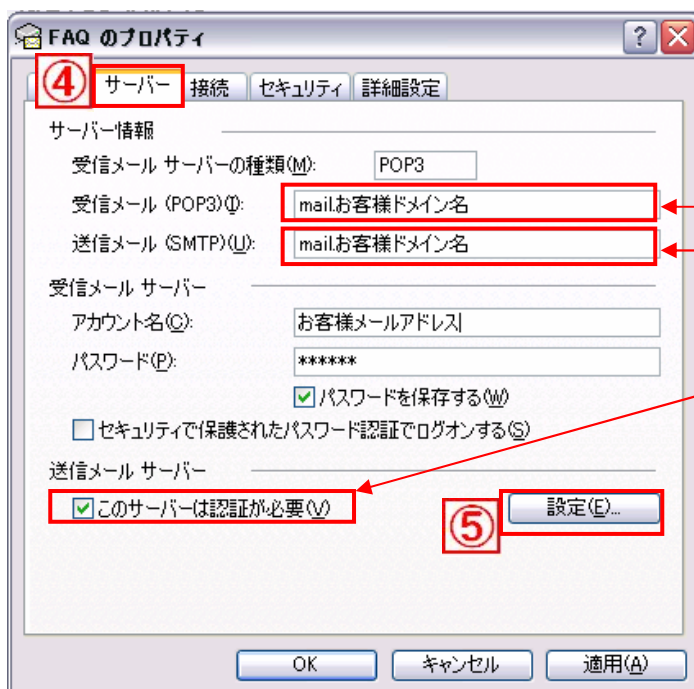 FAQ のプロパティ
④ サーバー 接続 セキュリティ 詳細設定
サーバー情報
受信メール サーバーの種類(M): POP3
受信メール (POP3)(I): mail.お客様ドメイン名
送信メール (SMTP)(U): mail.お客様ドメイン名
受信メール サーバー
アカウント名(C): お客様メールアドレス
パスワード(P): ******
パスワードを保存する(W)
セキュリティで保護されたパスワード認証でログオンする(S)
送信メール サーバー
このサーバーは認証が必要(V)
⑤ 設定(E)...
OK キャンセル 適用(A)